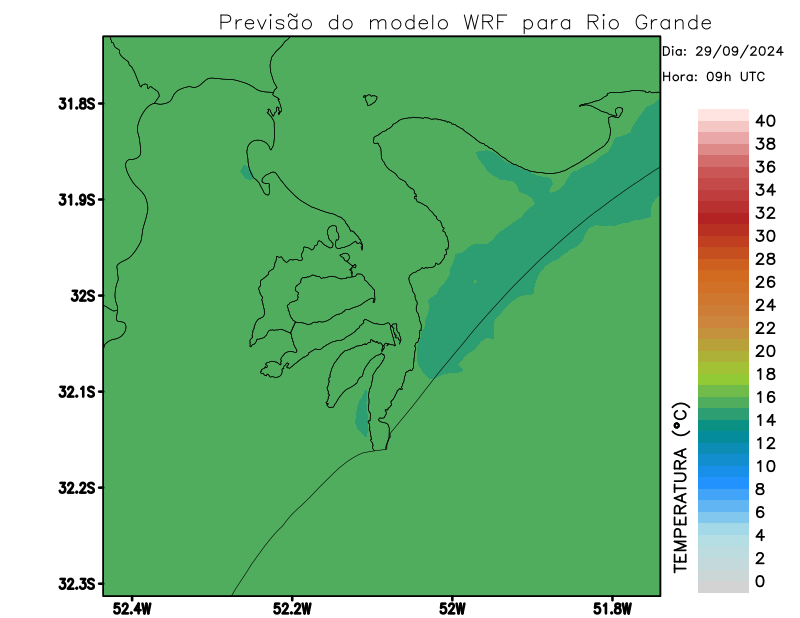 Previsão do modelo WRF para Rio Grande
Dia: 29/09/2024
Hora: 09h UTC
31.8S
31.9S
32S
32.1S
32.2S
32.3S
52.4W
52.2W
52W
51.8W
TEMPERATURA (°C)
40
38
36
34
32
30
28
26
24
22
20
18
16
14
12
10
8
6
4
2
0